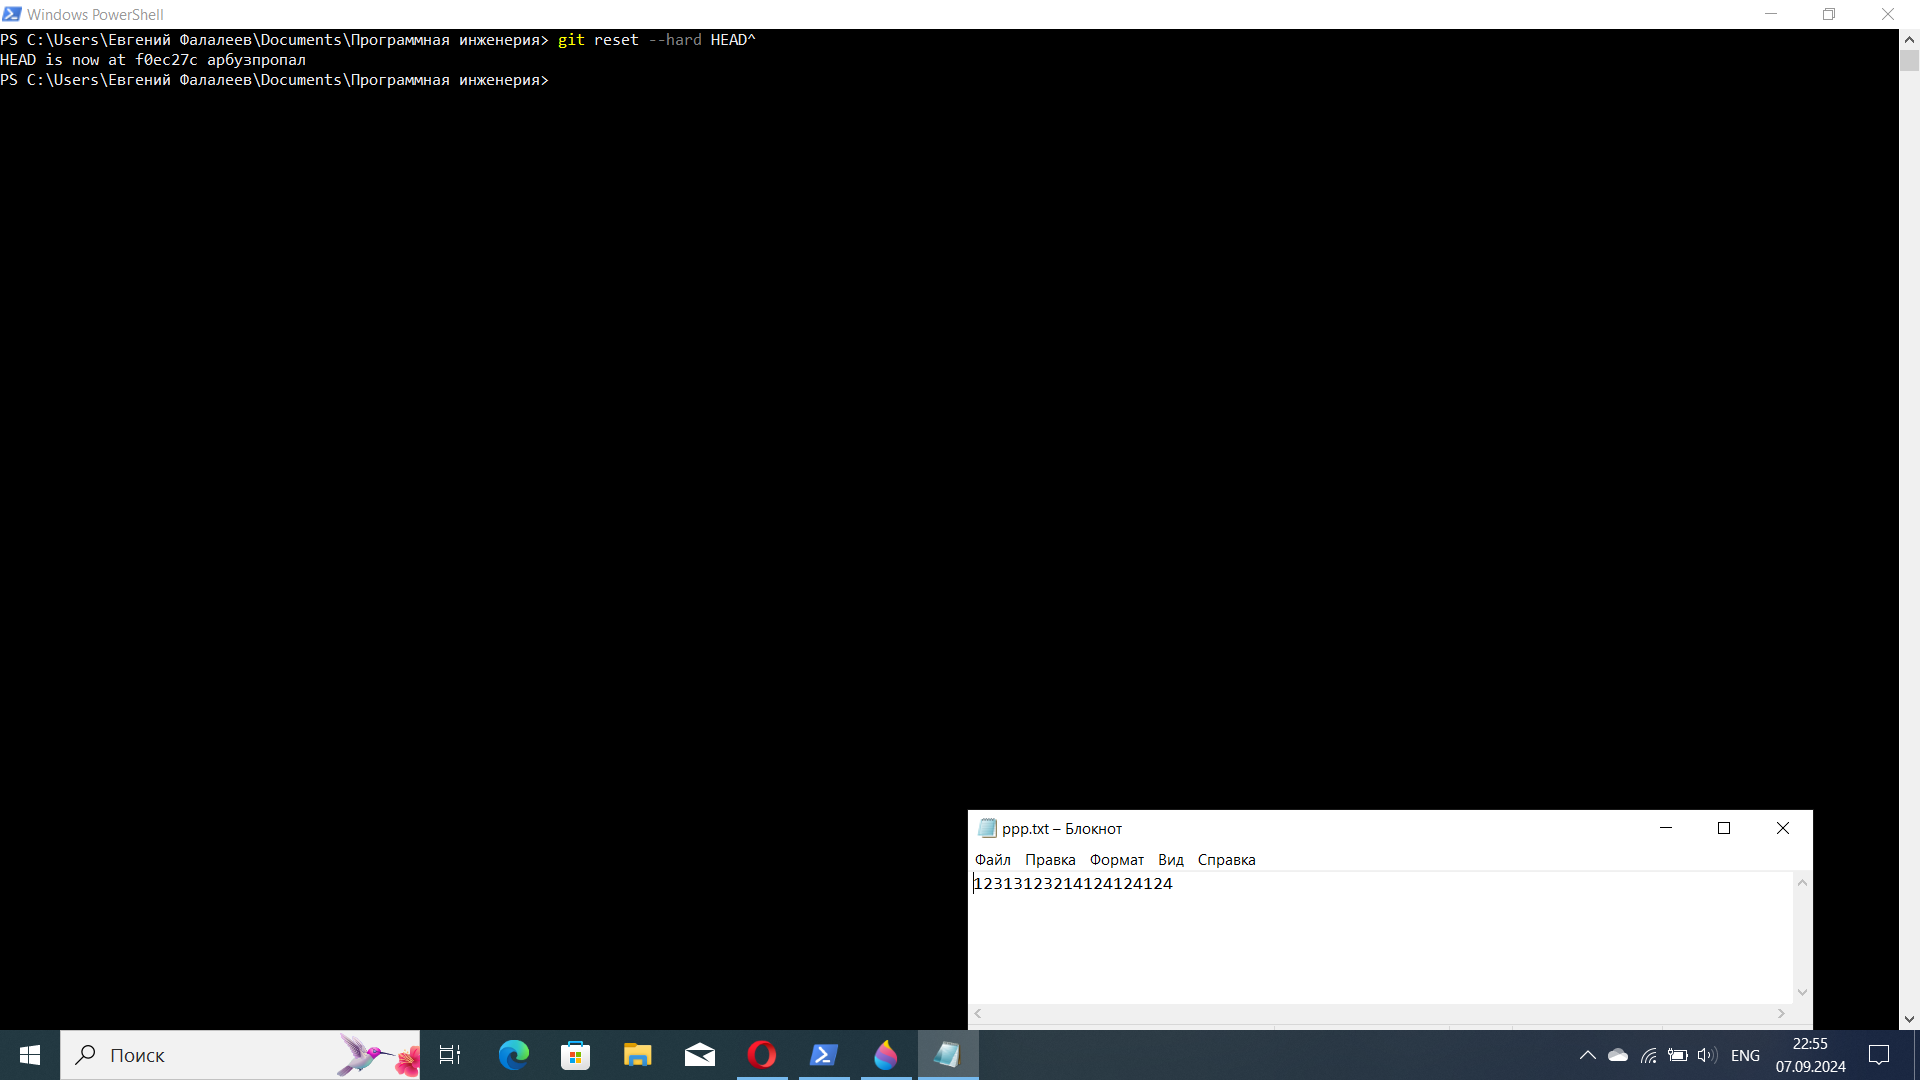 Windows PowerShell
PS C:\Users\Евгений Фалалеев\Documents\Программная инженерия> git reset --hard HEAD^
HEAD is now at f0ec27c арбузпропал
PS C:\Users\Евгений Фалалеев\Documents\Программная инженерия>
ppp.txt – Блокнот
Файл Правка Формат Вид Справка
12313123214124124124
Поиск
ENG
22:55
07.09.2024